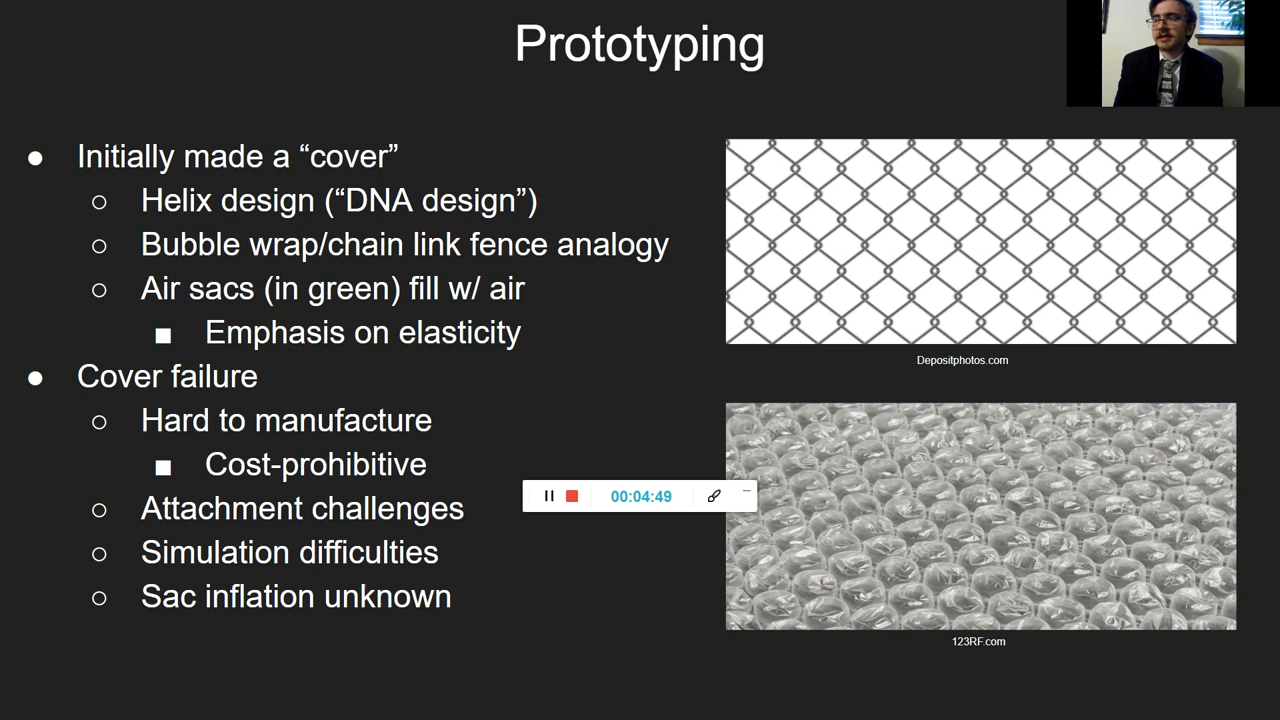 Prototyping
● Initially made a “cover”
○ Helix design (“DNA design”)
○ Bubble wrap/chain link fence analogy
○ Air sacs (in green) fill w/ air
■ Emphasis on elasticity
● Cover failure
○ Hard to manufacture
■ Cost-prohibitive
○ Attachment challenges
○ Simulation difficulties
○ Sac inflation unknown
Depositphotos.com
00:04:49
123RF.com